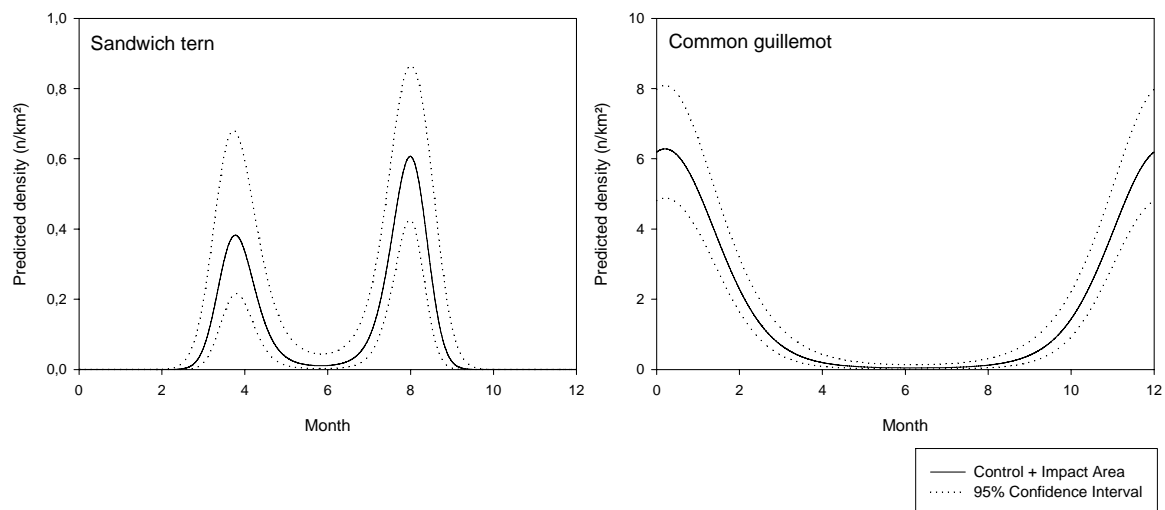 Sandwich tern
Predicted density (n/km²)
1,0
0,8
0,6
0,4
0,2
0,0
0 2 4 6 8 10 12
Month
Common guillemot
Predicted density (n/km²)
10
8
6
4
2
0
0 2 4 6 8 10 12
Month
Control + Impact Area
95% Confidence Interval